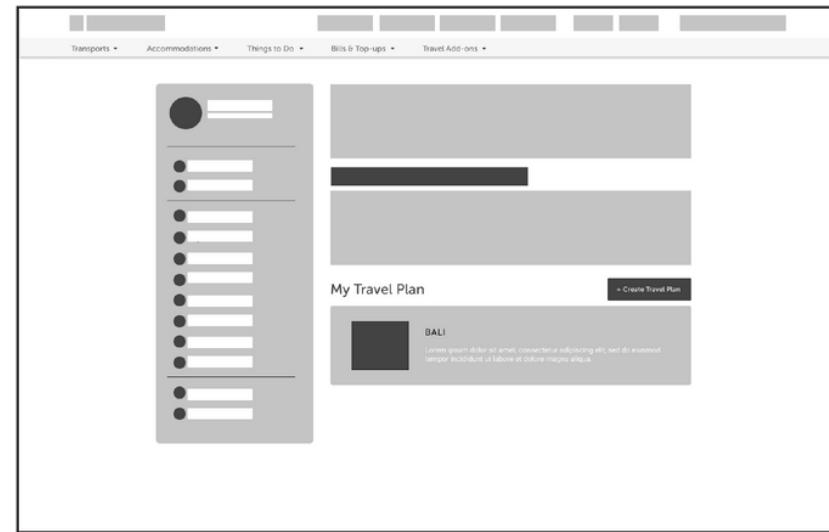 Transports
Accommodations
Things to Do
Bills & Top-ups
Travel Add-ons
My Travel Plan
+ Create Travel Plan
BALI
Lorem ipsum dolor sit amet, consectetur adipiscing elit, sed do eiusmod
tempor incididunt ut labore et dolore magna aliqua.